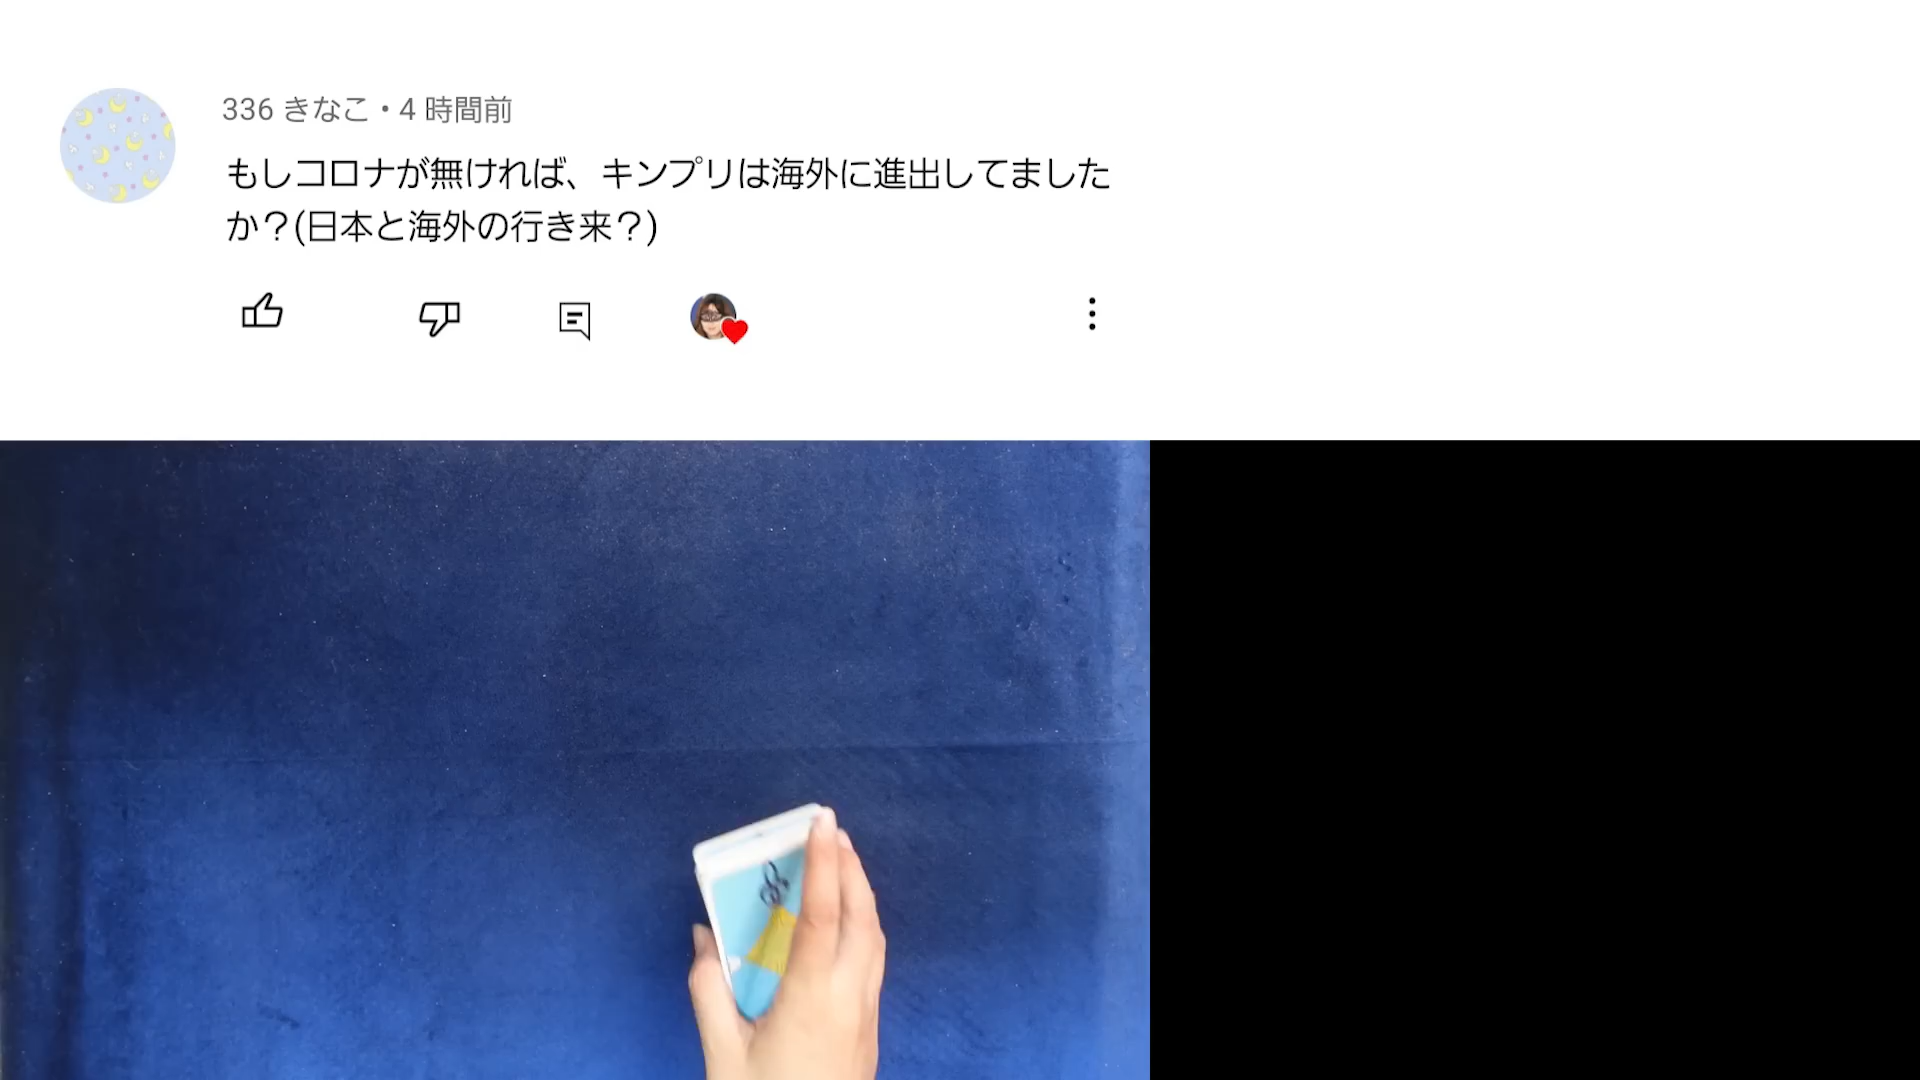 336 きなこ・4 時間前
もしコロナが無ければ、キンプリは海外に進出してました
か？(日本と海外の行き来？)